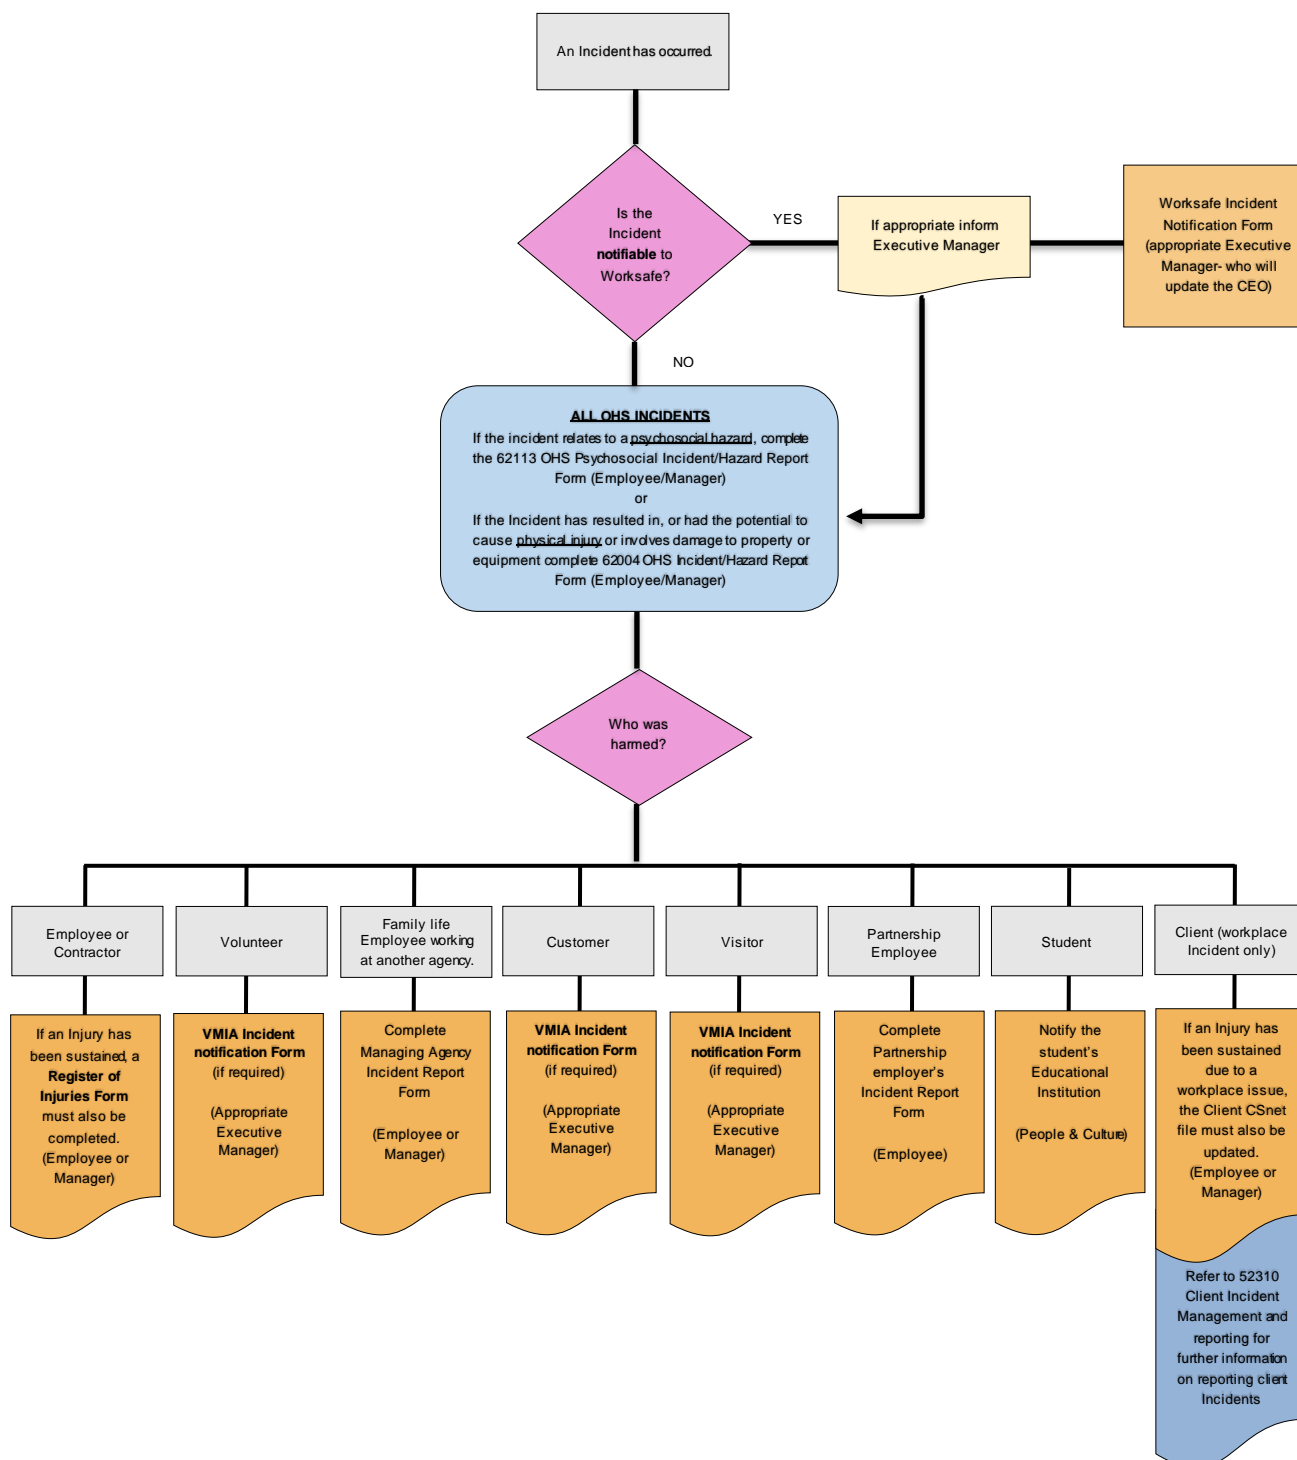 An Incident has occurred.
Is the
Incident
notifiable to
Worksafe?
YES
If appropriate inform
Executive Manager
Worksafe Incident
Notification Form
(appropriate Executive
Manager- who will
update the CEO)
NO
ALL OHS INCIDENTS
If the incident relates to a psychosocial hazard, complete
the 62113 OHS Psychosocial Incident/Hazard Report
Form (Employee/Manager)
or
If the Incident has resulted in, or had the potential to
cause physical injury or involves damage to property or
equipment complete 62004 OHS Incident/Hazard Report
Form (Employee/Manager)
Who was
harmed?
Employee or
Contractor
Volunteer
Family life
Employee working
at another agency.
Customer
Visitor
Partnership
Employee
Student
Client (workplace
Incident only)
If an Injury has
been sustained, a
Register of
Injuries Form
must also be
completed.
(Employee or
Manager)
VMIA Incident
notification Form
(if required)
(Appropriate
Executive
Manager)
Complete
Managing Agency
Incident Report
Form
(Employee or
Manager)
VMIA Incident
notification Form
(if required)
(Appropriate
Executive
Manager)
VMIA Incident
notification Form
(if required)
(Appropriate
Executive
Manager)
Complete
Partnership
employer's
Incident Report
Form
(Employee)
Notify the
student's
Educational
Institution
(People & Culture)
If an Injury has
been sustained
due to a
workplace issue,
the Client CSnet
file must also be
updated.
(Employee or
Manager)
Refer to 52310
Client Incident
Management and
reporting for
further information
on reporting client
Incidents